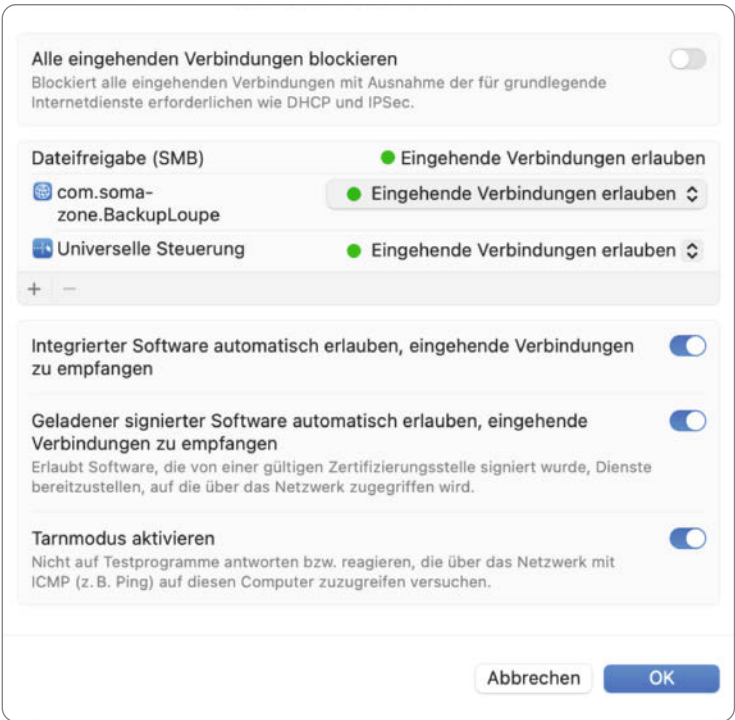 Alle eingehenden Verbindungen blockieren
Blockiert alle eingehenden Verbindungen mit Ausnahme der für grundlegende
Internetdienste erforderlichen wie DHCP und IPSec.
Dateifreigabe (SMB) Eingehende Verbindungen erlauben
com.soma-
zone.BackupLoupe Eingehende Verbindungen erlauben
Universelle Steuerung Eingehende Verbindungen erlauben
+ −
Integrierter Software automatisch erlauben, eingehende Verbindungen
zu empfangen
Geladener signierter Software automatisch erlauben, eingehende
Verbindungen zu empfangen
Erlaubt Software, die von einer gültigen Zertifizierungsstelle signiert wurde, Dienste
bereitzustellen, auf die über das Netzwerk zugegriffen wird.
Tarnmodus aktivieren
Nicht auf Testprogramme antworten bzw. reagieren, die über das Netzwerk mit
ICMP (z. B. Ping) auf diesen Computer zuzugreifen versuchen.
Abbrechen OK